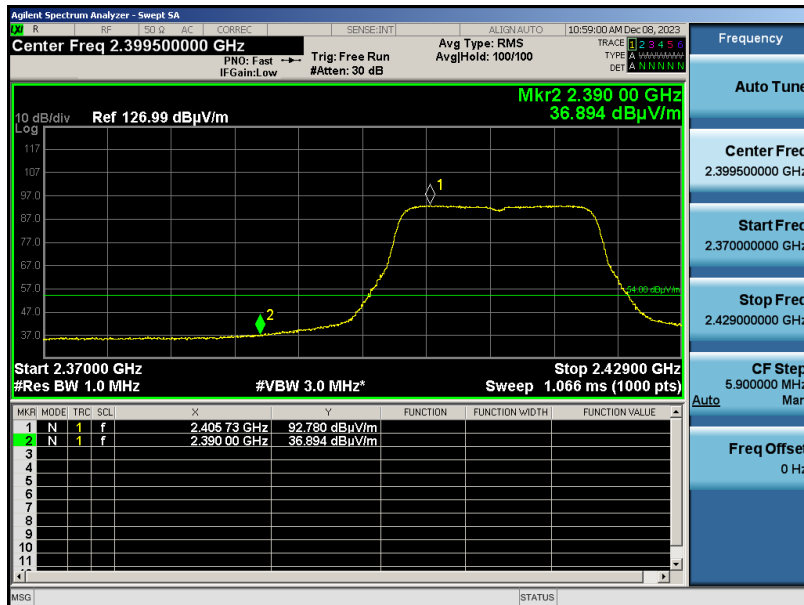 Agilent Spectrum Analyzer - Swept SA
LXI R RF 50 Ω AC CORREC SENSE:INT ALIGN AUTO 10:59:00 AM Dec 08, 2023
Center Freq 2.399500000 GHz
PNO: Fast
IFGain:Low
Trig: Free Run
#Atten: 30 dB
Avg Type: RMS
Avg|Hold: 100/100
TRACE 1 2 3 4 5 6
TYPE A WWWWW
DET A N N N N N
Mkr2 2.390 00 GHz
36.894 dBµV/m
10 dB/div Ref 126.99 dBµV/m
Log
117
107
97.0
87.0
77.0
67.0
57.0
47.0
37.0
1
2
54.00 dBµV/m
Start 2.37000 GHz Stop 2.42900 GHz
#Res BW 1.0 MHz #VBW 3.0 MHz* Sweep 1.066 ms (1000 pts)
MKR MODE TRC SCL X Y FUNCTION FUNCTION WIDTH FUNCTION VALUE
1 N 1 f 2.405 73 GHz 92.780 dBµV/m
2 N 1 f 2.390 00 GHz 36.894 dBµV/m
3
4
5
6
7
8
9
10
11
MSG STATUS
Frequency
Auto Tune
Center Freq
2.399500000 GHz
Start Freq
2.370000000 GHz
Stop Freq
2.429000000 GHz
CF Step
5.900000 MHz
Auto Man
Freq Offset
0 Hz